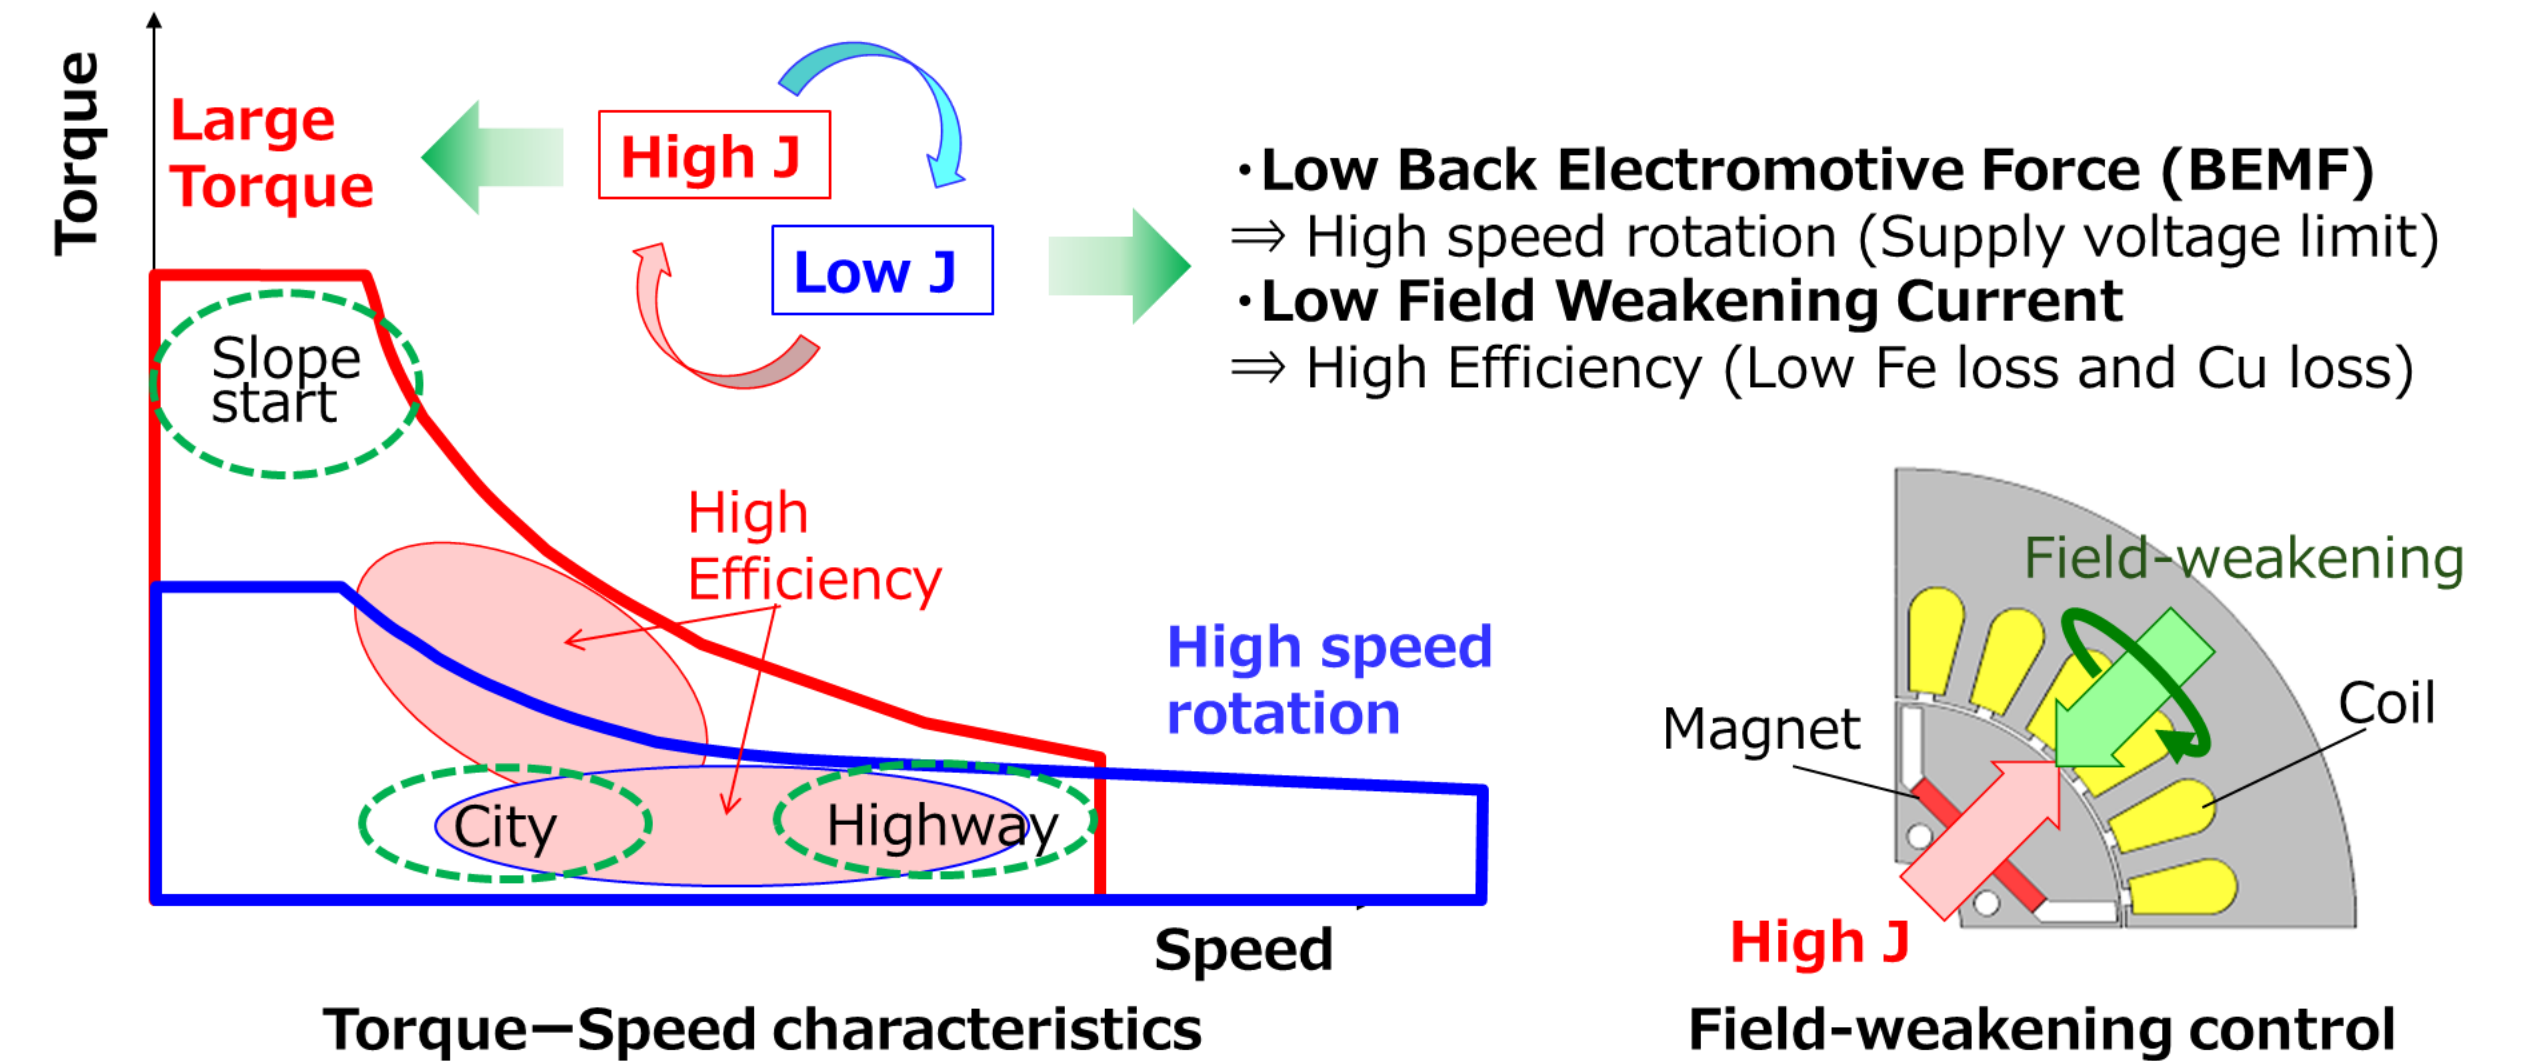 Torque
Large
Torque
High J
Low J
・Low Back Electromotive Force (BEMF)
⇒ High speed rotation (Supply voltage limit)
・Low Field Weakening Current
⇒ High Efficiency (Low Fe loss and Cu loss)
Slope
start
High
Efficiency
High speed
rotation
City
Highway
Speed
Torque－Speed characteristics
Field-weakening
Magnet
Coil
High J
Field-weakening control